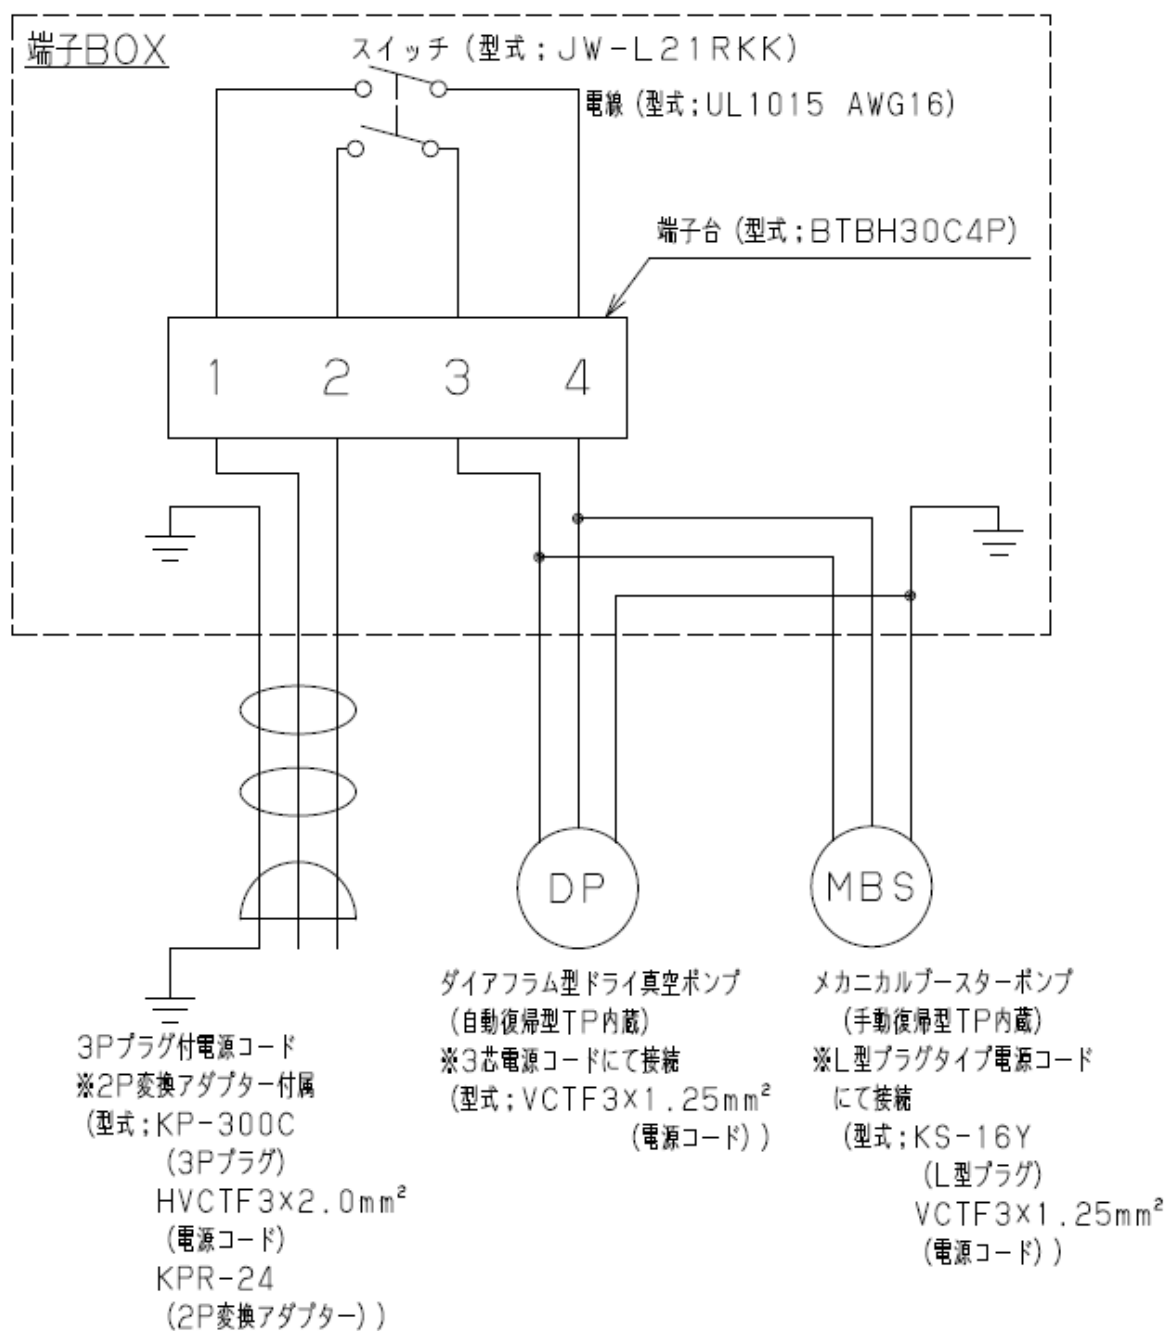 端子BOX
スイッチ(型式;JW-L21RKK)
電線(型式;UL1015 AWG16)
端子台(型式;BTBH30C4P)
1 2 3 4
DP
MBS
ダイアフラム型ドライ真空ポンプ
(自動復帰型TP内蔵)
※3芯電源コードにて接続
(型式;VCTF3×1.25mm²
(電源コード))
メカニカルブースターポンプ
(手動復帰型TP内蔵)
※L型プラグタイプ電源コード
にて接続
(型式;KS-16Y
(L型プラグ)
VCTF3×1.25mm²
(電源コード))
3Pプラグ付電源コード
※2P変換アダプター付属
(型式;KP-300C
(3Pプラグ)
HVCTF3×2.0mm²
(電源コード)
KPR-24
(2P変換アダプター))